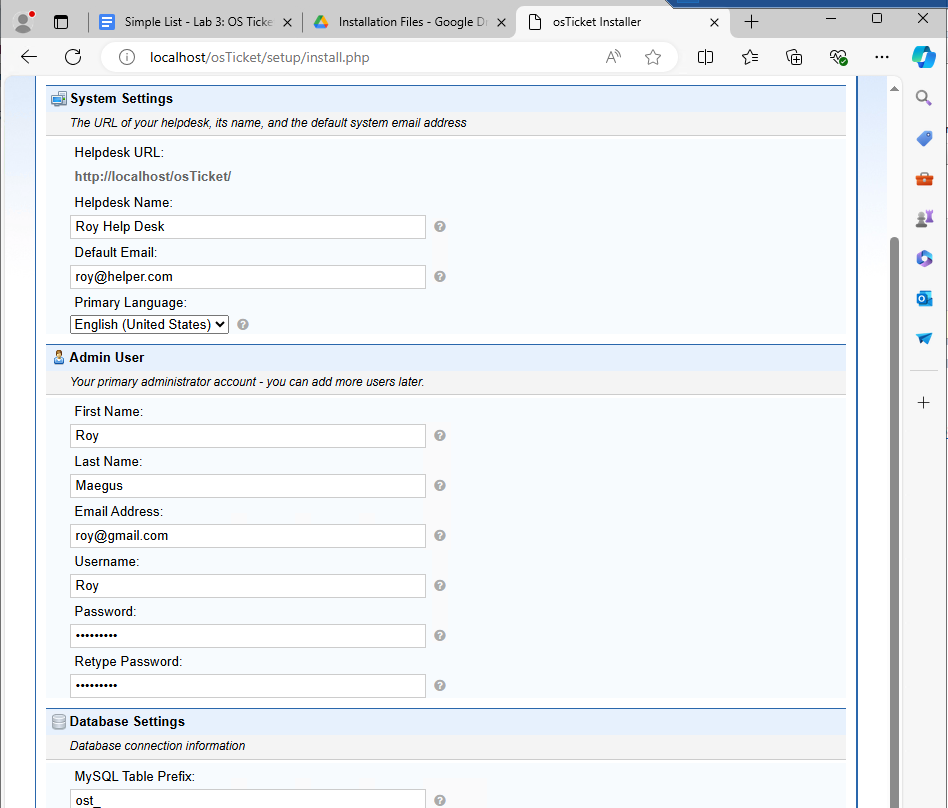 Simple List - Lab 3: OS Ticke
Installation Files - Google D
osTicket Installer
localhost/osTicket/setup/install.php
System Settings
The URL of your helpdesk, its name, and the default system email address
Helpdesk URL:
http://localhost/osTicket/
Helpdesk Name:
Roy Help Desk
Default Email:
roy@helper.com
Primary Language:
English (United States)
Admin User
Your primary administrator account - you can add more users later.
First Name:
Roy
Last Name:
Maegus
Email Address:
roy@gmail.com
Username:
Roy
Password:
•••••••••
Retype Password:
•••••••••
Database Settings
Database connection information
MySQL Table Prefix:
ost_